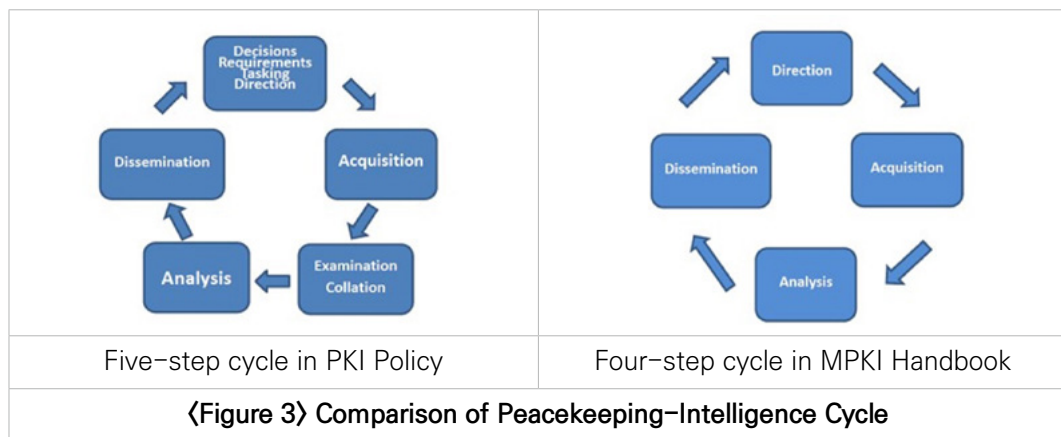 Decisions
Requirements
Tasking
Direction
Acquisition
Examination
Collation
Analysis
Dissemination
Direction
Acquisition
Analysis
Dissemination
Five-step cycle in PKI Policy
Four-step cycle in MPKI Handbook
〈Figure 3〉 Comparison of Peacekeeping-Intelligence Cycle